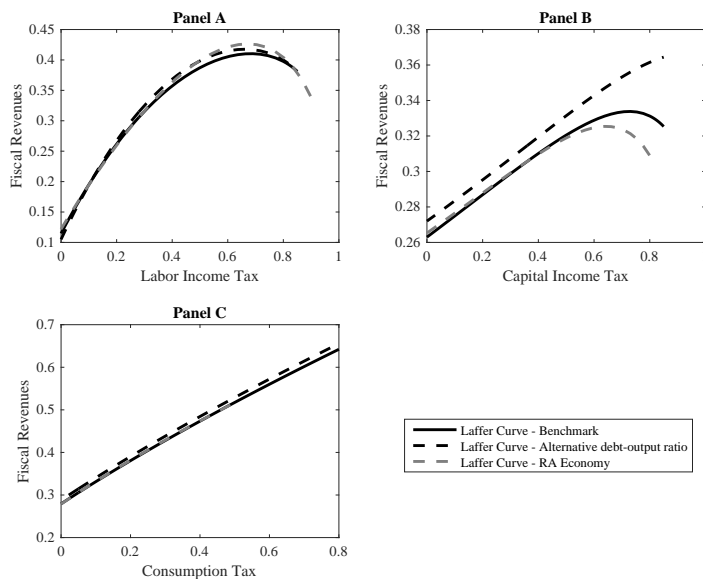 Panel A
Fiscal Revenues
0.45
0.4
0.35
0.3
0.25
0.2
0.15
0.1
0 0.2 0.4 0.6 0.8 1
Labor Income Tax
Panel B
Fiscal Revenues
0.38
0.36
0.34
0.32
0.3
0.28
0.26
0 0.2 0.4 0.6 0.8
Capital Income Tax
Panel C
Fiscal Revenues
0.7
0.6
0.5
0.4
0.3
0.2
0 0.2 0.4 0.6 0.8
Consumption Tax
Laffer Curve - Benchmark
Laffer Curve - Alternative debt-output ratio
Laffer Curve - RA Economy